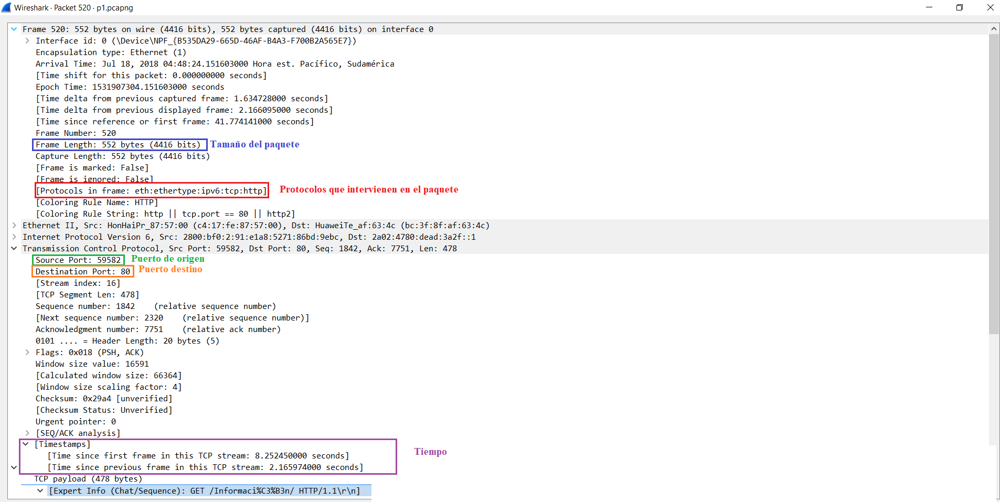 Wireshark · Packet 520 · p1.pcapng
Frame 520: 552 bytes on wire (4416 bits), 552 bytes captured (4416 bits) on interface 0
Interface id: 0 (\Device\NPF_{B535DA29-665D-46AF-B4A3-F700B2A565E7})
Encapsulation type: Ethernet (1)
Arrival Time: Jul 18, 2018 04:48:24.151603000 Hora est. Pacífico, Sudamérica
[Time shift for this packet: 0.000000000 seconds]
Epoch Time: 1531907304.151603000 seconds
[Time delta from previous captured frame: 1.634728000 seconds]
[Time delta from previous displayed frame: 2.166095000 seconds]
[Time since reference or first frame: 41.774141000 seconds]
Frame Number: 520
Frame Length: 552 bytes (4416 bits) Tamaño del paquete
Capture Length: 552 bytes (4416 bits)
[Frame is marked: False]
[Frame is ignored: False]
[Protocols in frame: eth:ethertype:ipv6:tcp:http] Protocolos que intervienen en el paquete
[Coloring Rule Name: HTTP]
[Coloring Rule String: http || tcp.port == 80 || http2]
Ethernet II, Src: HonHaiPr_87:57:00 (c4:17:fe:87:57:00), Dst: HuaweiTe_af:63:4c (bc:3f:8f:af:63:4c)
Internet Protocol Version 6, Src: 2800:bf0:2:91:e1a8:5271:86bd:9ebc, Dst: 2a02:4780:dead:3a2f::1
Transmission Control Protocol, Src Port: 59582, Dst Port: 80, Seq: 1842, Ack: 7751, Len: 478
Source Port: 59582 Puerto de origen
Destination Port: 80 Puerto destino
[Stream index: 16]
[TCP Segment Len: 478]
Sequence number: 1842    (relative sequence number)
[Next sequence number: 2320    (relative sequence number)]
Acknowledgment number: 7751    (relative ack number)
0101 .... = Header Length: 20 bytes (5)
Flags: 0x018 (PSH, ACK)
Window size value: 16591
[Calculated window size: 66364]
[Window size scaling factor: 4]
Checksum: 0x29a4 [unverified]
[Checksum Status: Unverified]
Urgent pointer: 0
[SEQ/ACK analysis]
[Timestamps]
[Time since first frame in this TCP stream: 8.252450000 seconds] Tiempo
[Time since previous frame in this TCP stream: 2.165974000 seconds]
TCP payload (478 bytes)
[Expert Info (Chat/Sequence): GET /Informaci%C3%B3n/ HTTP/1.1\r\n]